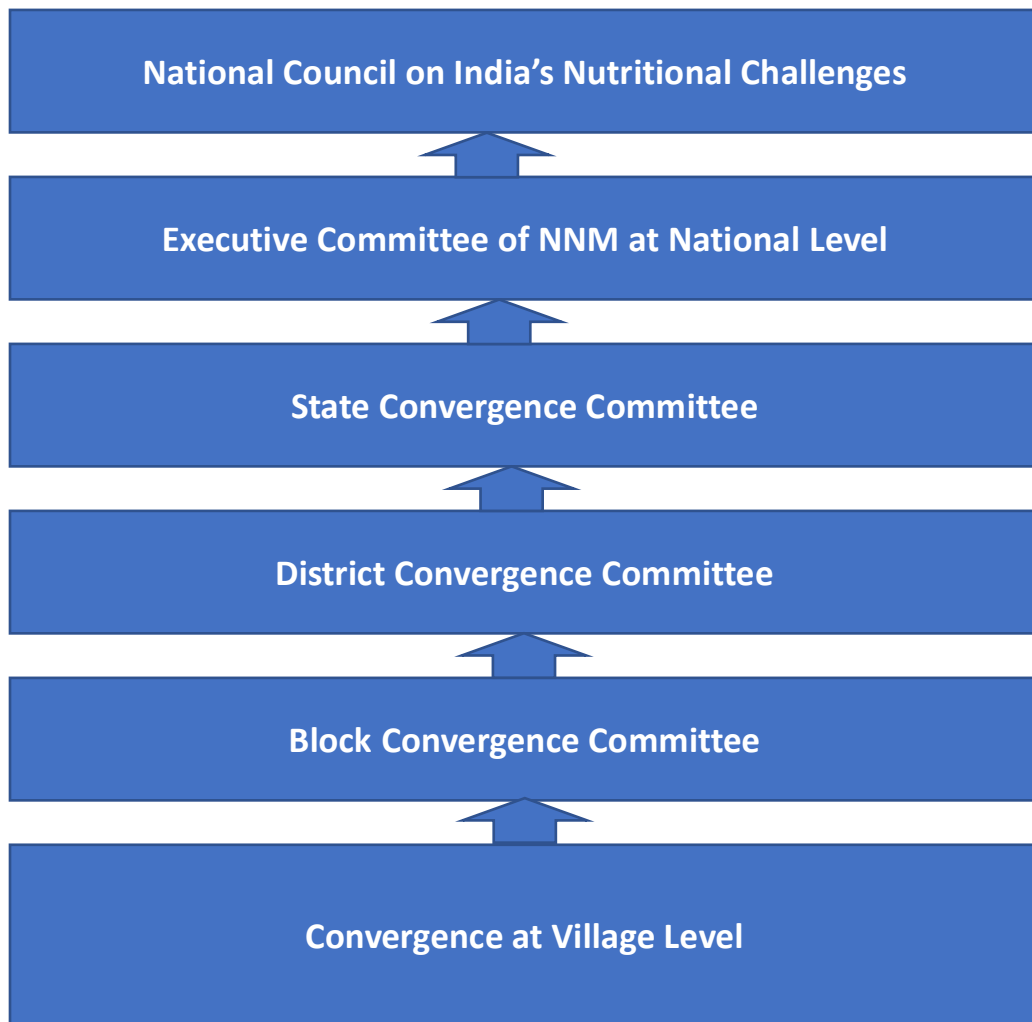 National Council on India’s Nutritional Challenges
Executive Committee of NNM at National Level
State Convergence Committee
District Convergence Committee
Block Convergence Committee
Convergence at Village Level